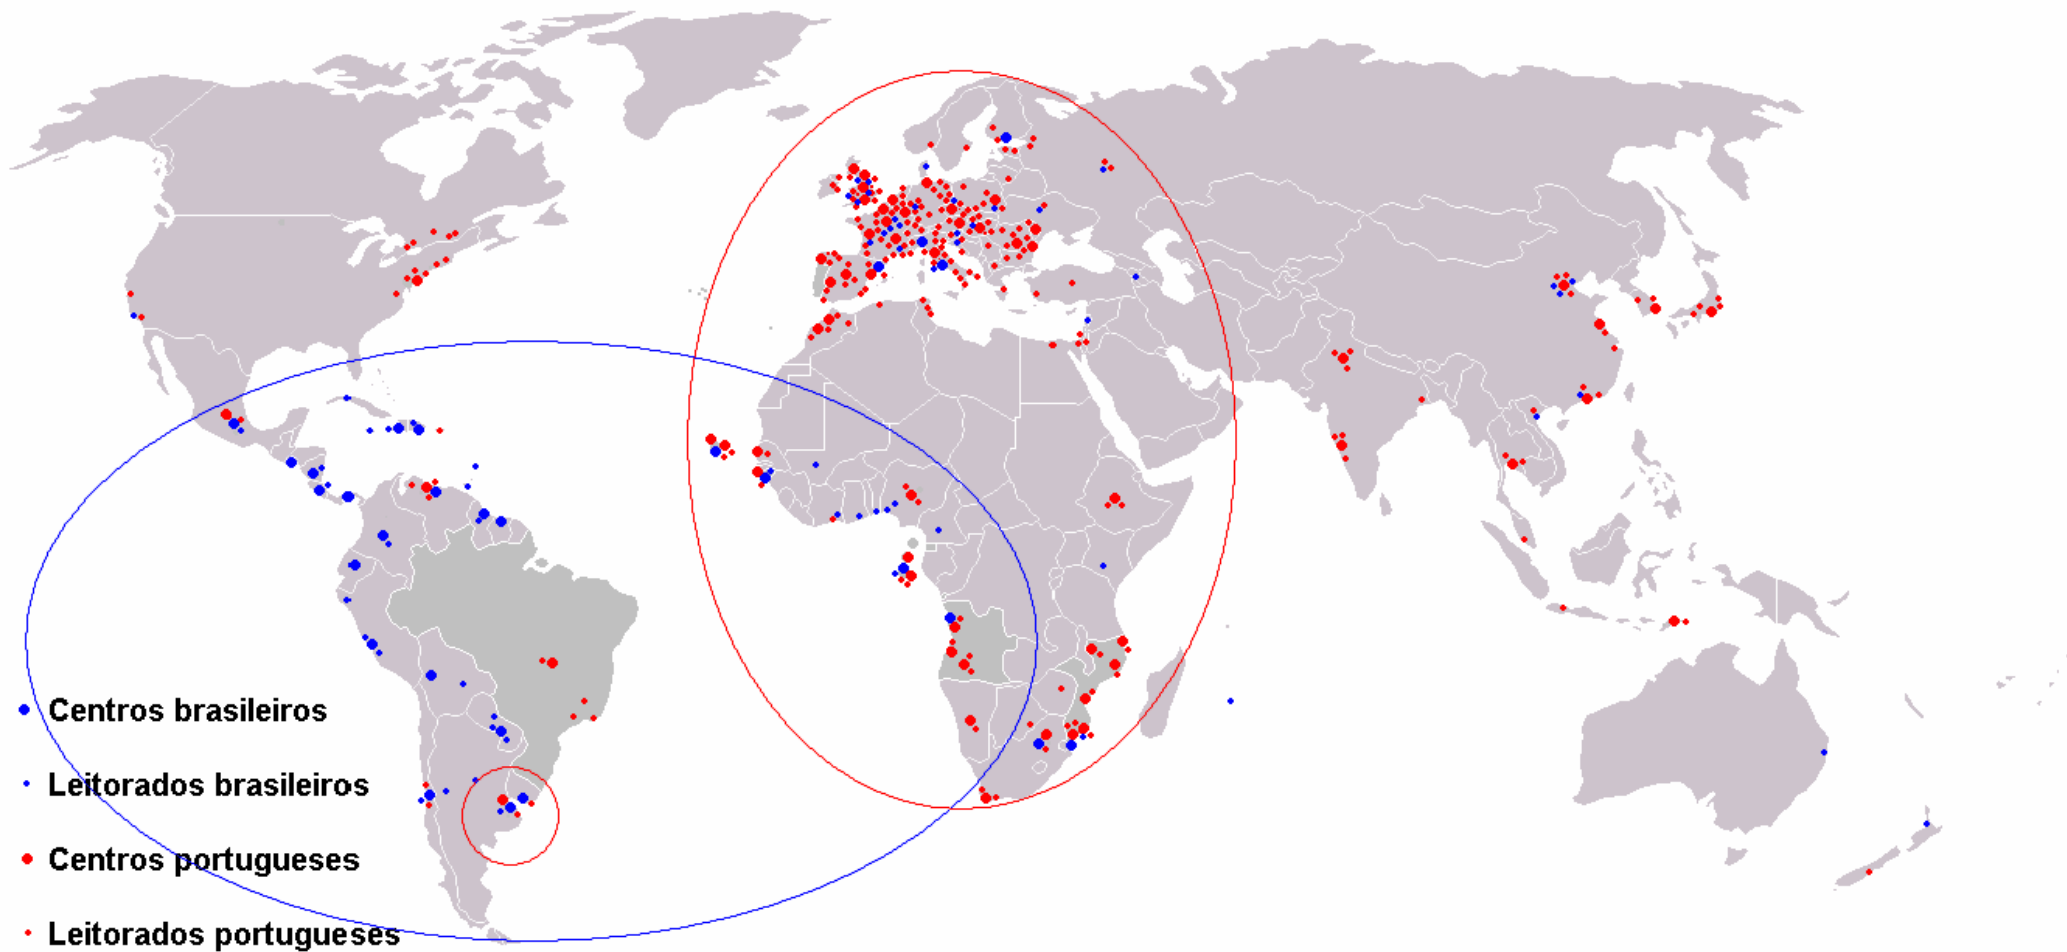 Centros brasileiros
Leitorados brasileiros
Centros portugueses
Leitorados portugueses